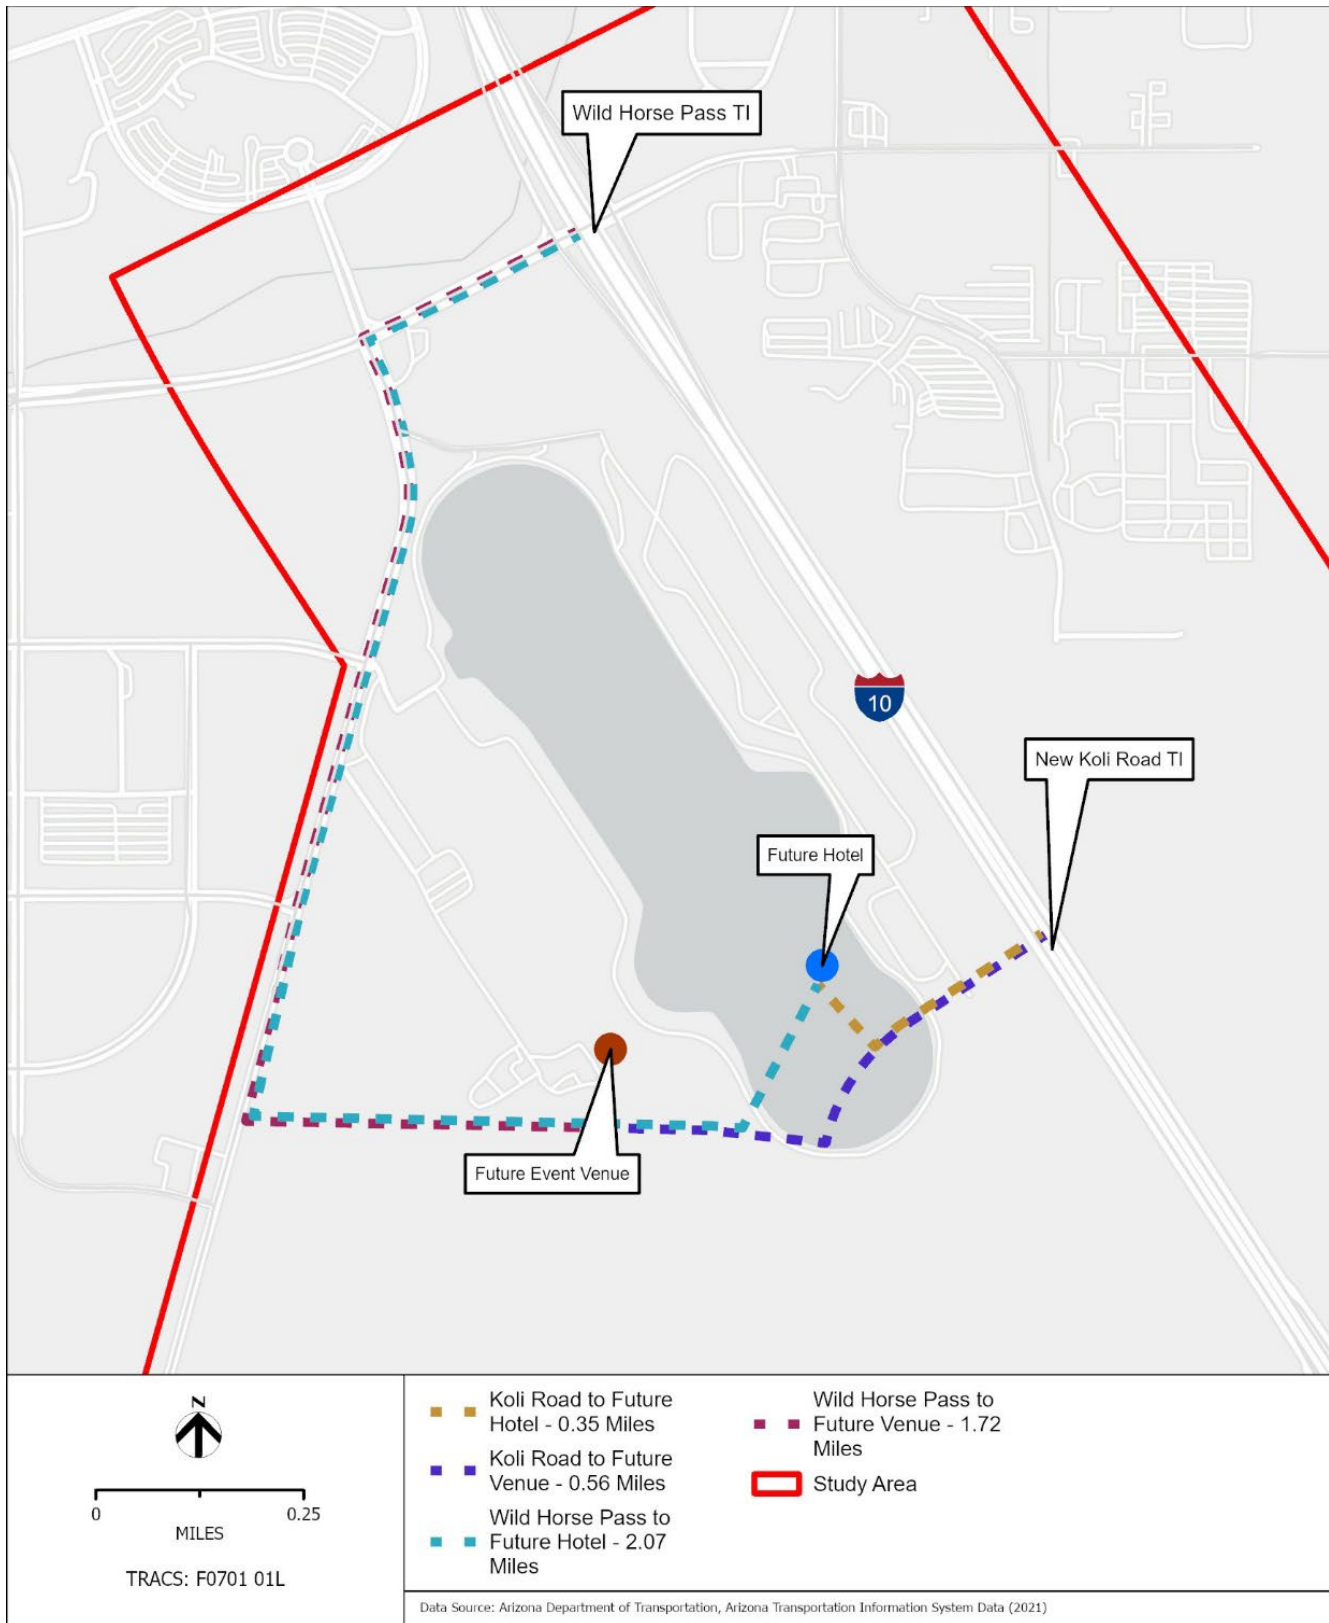 Wild Horse Pass TI
10
New Koli Road TI
Future Hotel
Future Event Venue
N
0
0.25
MILES
TRACS: F0701 01L
Koli Road to Future
Hotel - 0.35 Miles
Koli Road to Future
Venue - 0.56 Miles
Wild Horse Pass to
Future Hotel - 2.07
Miles
Wild Horse Pass to
Future Venue - 1.72
Miles
Study Area
Data Source: Arizona Department of Transportation, Arizona Transportation Information System Data (2021)